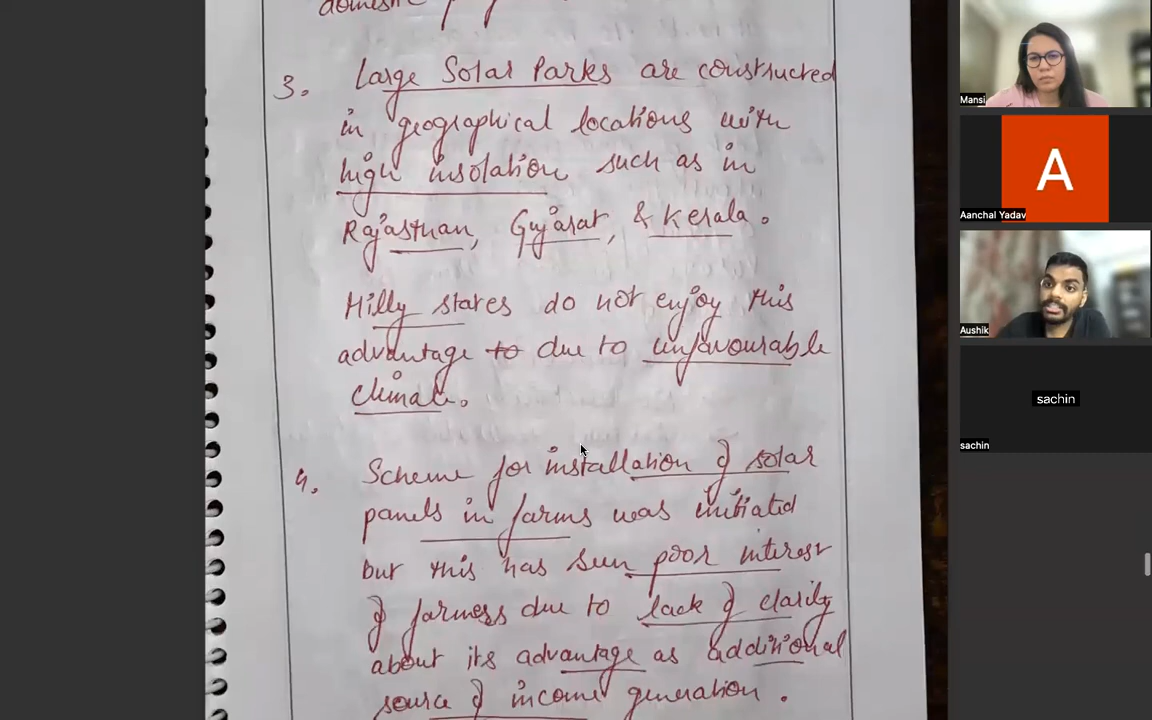 domestic
3. Large Solar Parks are constructed
in geographical locations with
high insolation such as in
Rajasthan, Gujarat, & Kerala.
Hilly states do not enjoy this
advantage to due to unfavourable
climate.
4. Scheme for installation of solar
panels in farms was initiated
but this has seen poor interest
of farmers due to lack of clarity
about its advantage as additional
source of income generation.
Mansi
A
Aanchal Yadav
Aushik
sachin
sachin